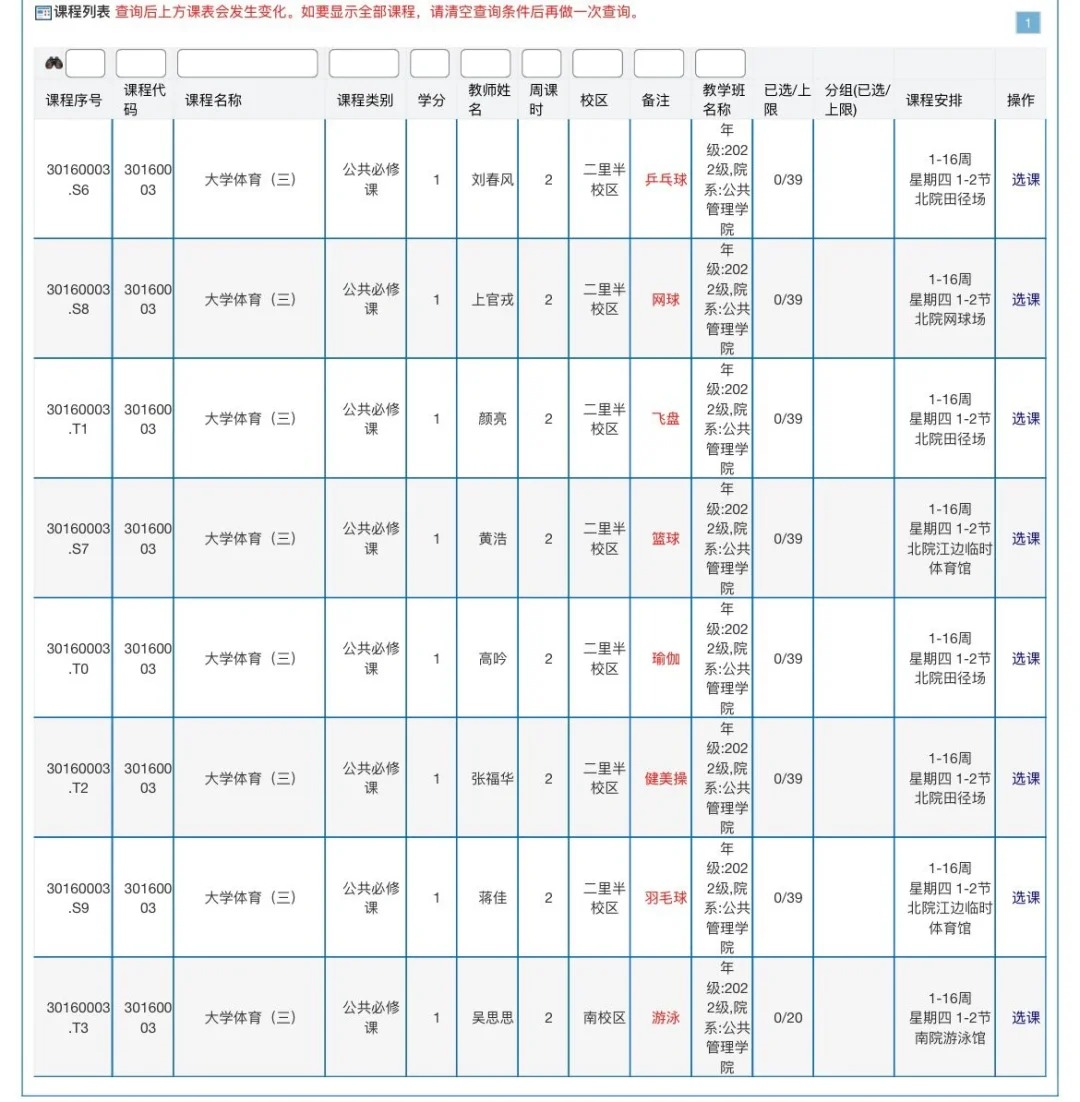 课程列表 查询后上方课表会发生变化。如要显示全部课程，请清空查询条件后再做一次查询。
1
课程序号 课程代码 课程名称 课程类别 学分 教师姓名 周课时 校区 备注 教学班名称 已选/上限 分组(已选/上限) 课程安排 操作
30160003.S6 30160003 大学体育（三） 公共必修课 1 刘春风 2 二里半校区 乒乓球 年级:2022级,院系:公共管理学院 0/39 1-16周 星期四 1-2节 北院田径场 选课
30160003.S8 30160003 大学体育（三） 公共必修课 1 上官戎 2 二里半校区 网球 年级:2022级,院系:公共管理学院 0/39 1-16周 星期四 1-2节 北院网球场 选课
30160003.T1 30160003 大学体育（三） 公共必修课 1 颜亮 2 二里半校区 飞盘 年级:2022级,院系:公共管理学院 0/39 1-16周 星期四 1-2节 北院田径场 选课
30160003.S7 30160003 大学体育（三） 公共必修课 1 黄浩 2 二里半校区 篮球 年级:2022级,院系:公共管理学院 0/39 1-16周 星期四 1-2节 北院江边临时体育馆 选课
30160003.T0 30160003 大学体育（三） 公共必修课 1 高吟 2 二里半校区 瑜伽 年级:2022级,院系:公共管理学院 0/39 1-16周 星期四 1-2节 北院田径场 选课
30160003.T2 30160003 大学体育（三） 公共必修课 1 张福华 2 二里半校区 健美操 年级:2022级,院系:公共管理学院 0/39 1-16周 星期四 1-2节 北院田径场 选课
30160003.S9 30160003 大学体育（三） 公共必修课 1 蒋佳 2 二里半校区 羽毛球 年级:2022级,院系:公共管理学院 0/39 1-16周 星期四 1-2节 北院江边临时体育馆 选课
30160003.T3 30160003 大学体育（三） 公共必修课 1 吴思思 2 南校区 游泳 年级:2022级,院系:公共管理学院 0/20 1-16周 星期四 1-2节 南院游泳馆 选课